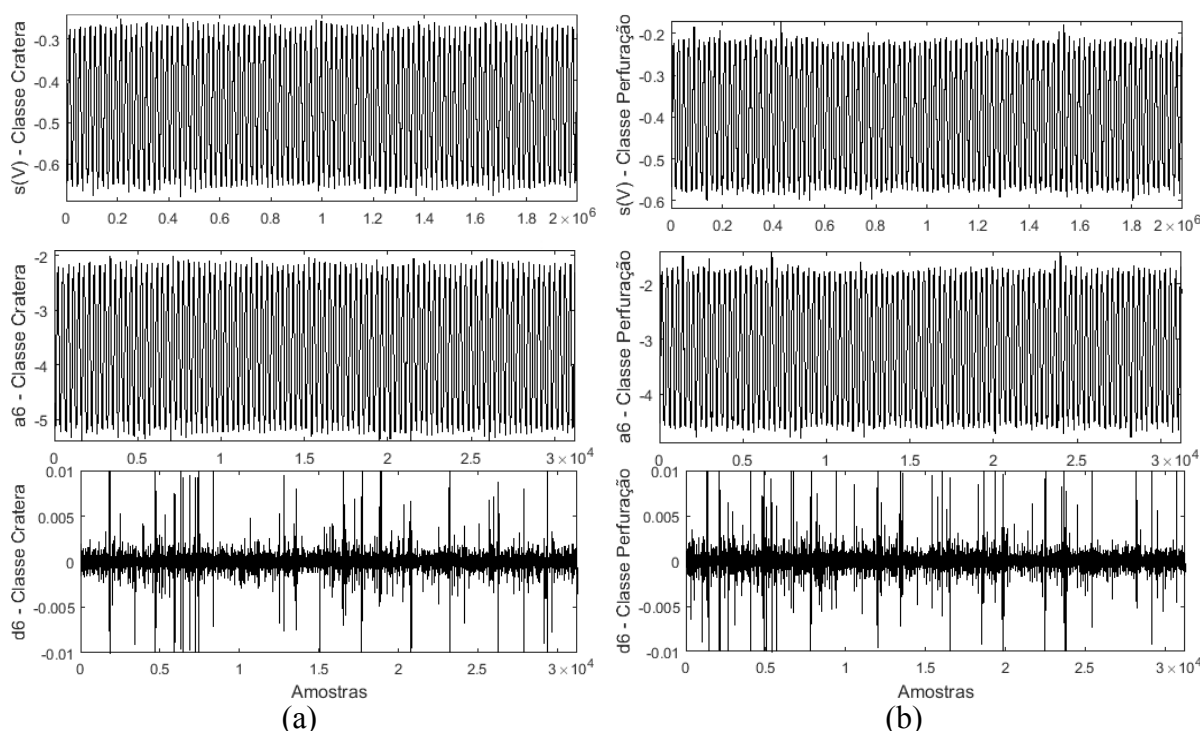 s(V) - Classe Cratera
-0.3
-0.4
-0.5
-0.6
0 0.2 0.4 0.6 0.8 1 1.2 1.4 1.6 1.8 2 ×10^6
a6 - Classe Cratera
-2
-3
-4
-5
0 0.5 1 1.5 2 2.5 3 ×10^4
d6 - Classe Cratera
0.01
0.005
0
-0.005
-0.01
0 0.5 1 1.5 2 2.5 3 ×10^4
Amostras
(a)
s(V) - Classe Perfuração
-0.2
-0.3
-0.4
-0.5
-0.6
0 0.2 0.4 0.6 0.8 1 1.2 1.4 1.6 1.8 2 ×10^6
a6 - Classe Perfuração
-2
-3
-4
0 0.5 1 1.5 2 2.5 3 ×10^4
d6 - Classe Perfuração
0.01
0.005
0
-0.005
-0.01
0 0.5 1 1.5 2 2.5 3 ×10^4
Amostras
(b)